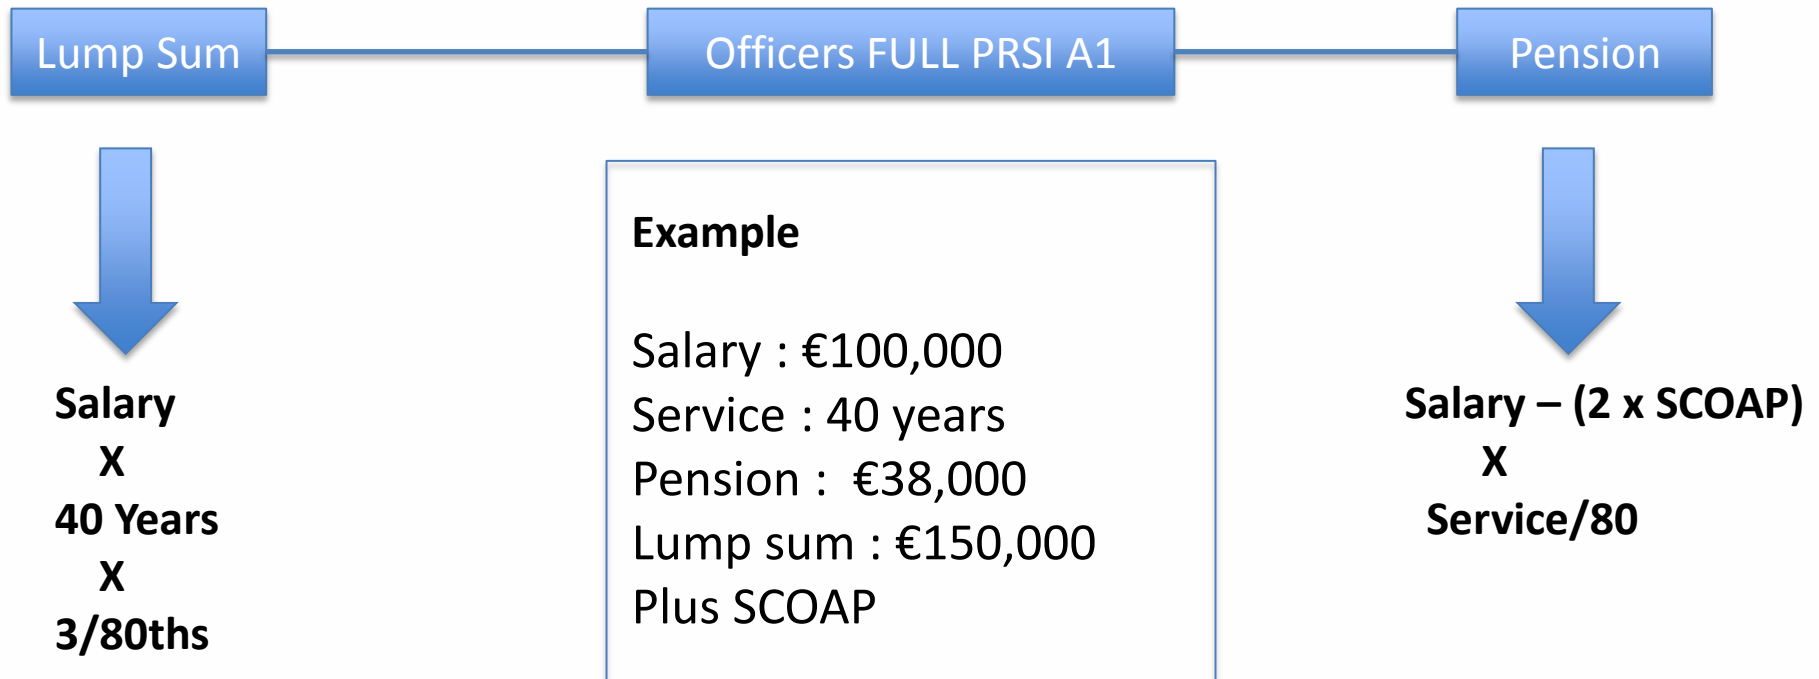 Lump Sum
Officers FULL PRSI A1
Pension
Salary
X
40 Years
X
3/80ths
Example
Salary : €100,000
Service : 40 years
Pension : €38,000
Lump sum : €150,000
Plus SCOAP
Salary – (2 x SCOAP)
X
Service/80